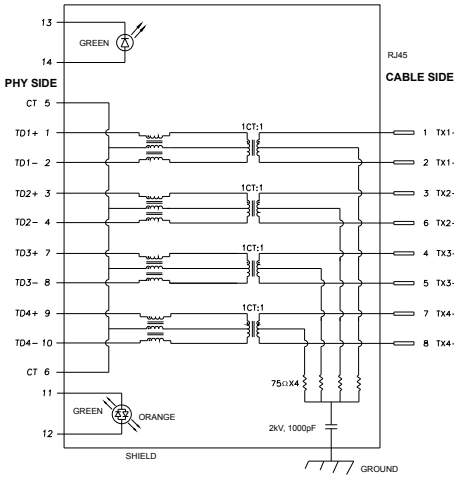 13
GREEN
14
RJ45
PHY SIDE
CABLE SIDE
CT 5
1CT:1
TD1+ 1
1 TX1-
TD1- 2
2 TX1-
1CT:1
TD2+ 3
3 TX2-
TD2- 4
6 TX2-
1CT:1
TD3+ 7
4 TX3-
TD3- 8
5 TX3-
1CT:1
TD4+ 9
7 TX4-
TD4- 10
8 TX4-
CT 6
75ΩX4
11
GREEN
ORANGE
12
2kV, 1000pF
SHIELD
GROUND